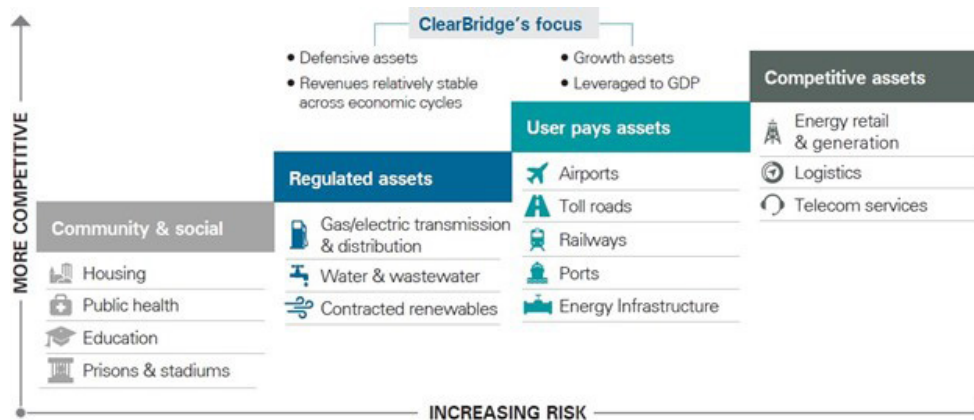 ClearBridge's focus
• Defensive assets
• Revenues relatively stable
across economic cycles
• Growth assets
• Leveraged to GDP
MORE COMPETITIVE
Community & social
Housing
Public health
Education
Prisons & stadiums
Regulated assets
Gas/electric transmission
& distribution
Water & wastewater
Contracted renewables
User pays assets
Airports
Toll roads
Railways
Ports
Energy Infrastructure
Competitive assets
Energy retail
& generation
Logistics
Telecom services
INCREASING RISK